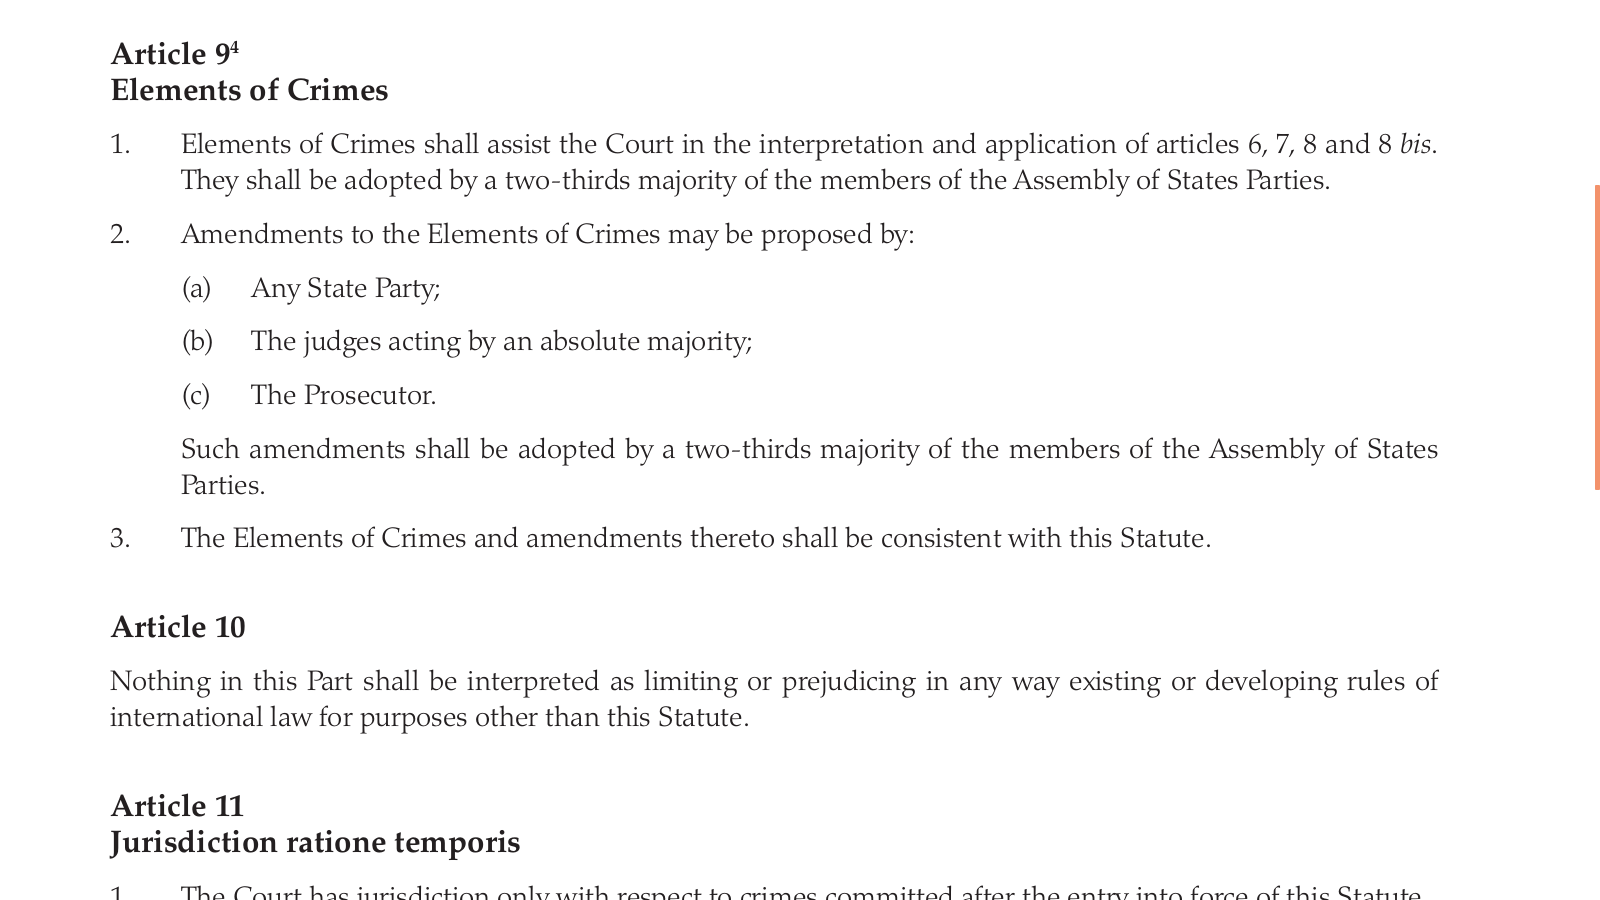 Article 9⁴
Elements of Crimes
1. Elements of Crimes shall assist the Court in the interpretation and application of articles 6, 7, 8 and 8 bis.
They shall be adopted by a two-thirds majority of the members of the Assembly of States Parties.
2. Amendments to the Elements of Crimes may be proposed by:
(a) Any State Party;
(b) The judges acting by an absolute majority;
(c) The Prosecutor.
Such amendments shall be adopted by a two-thirds majority of the members of the Assembly of States
Parties.
3. The Elements of Crimes and amendments thereto shall be consistent with this Statute.
Article 10
Nothing in this Part shall be interpreted as limiting or prejudicing in any way existing or developing rules of
international law for purposes other than this Statute.
Article 11
Jurisdiction ratione temporis
1. The Court has jurisdiction only with respect to crimes committed after the entry into force of this Statute.